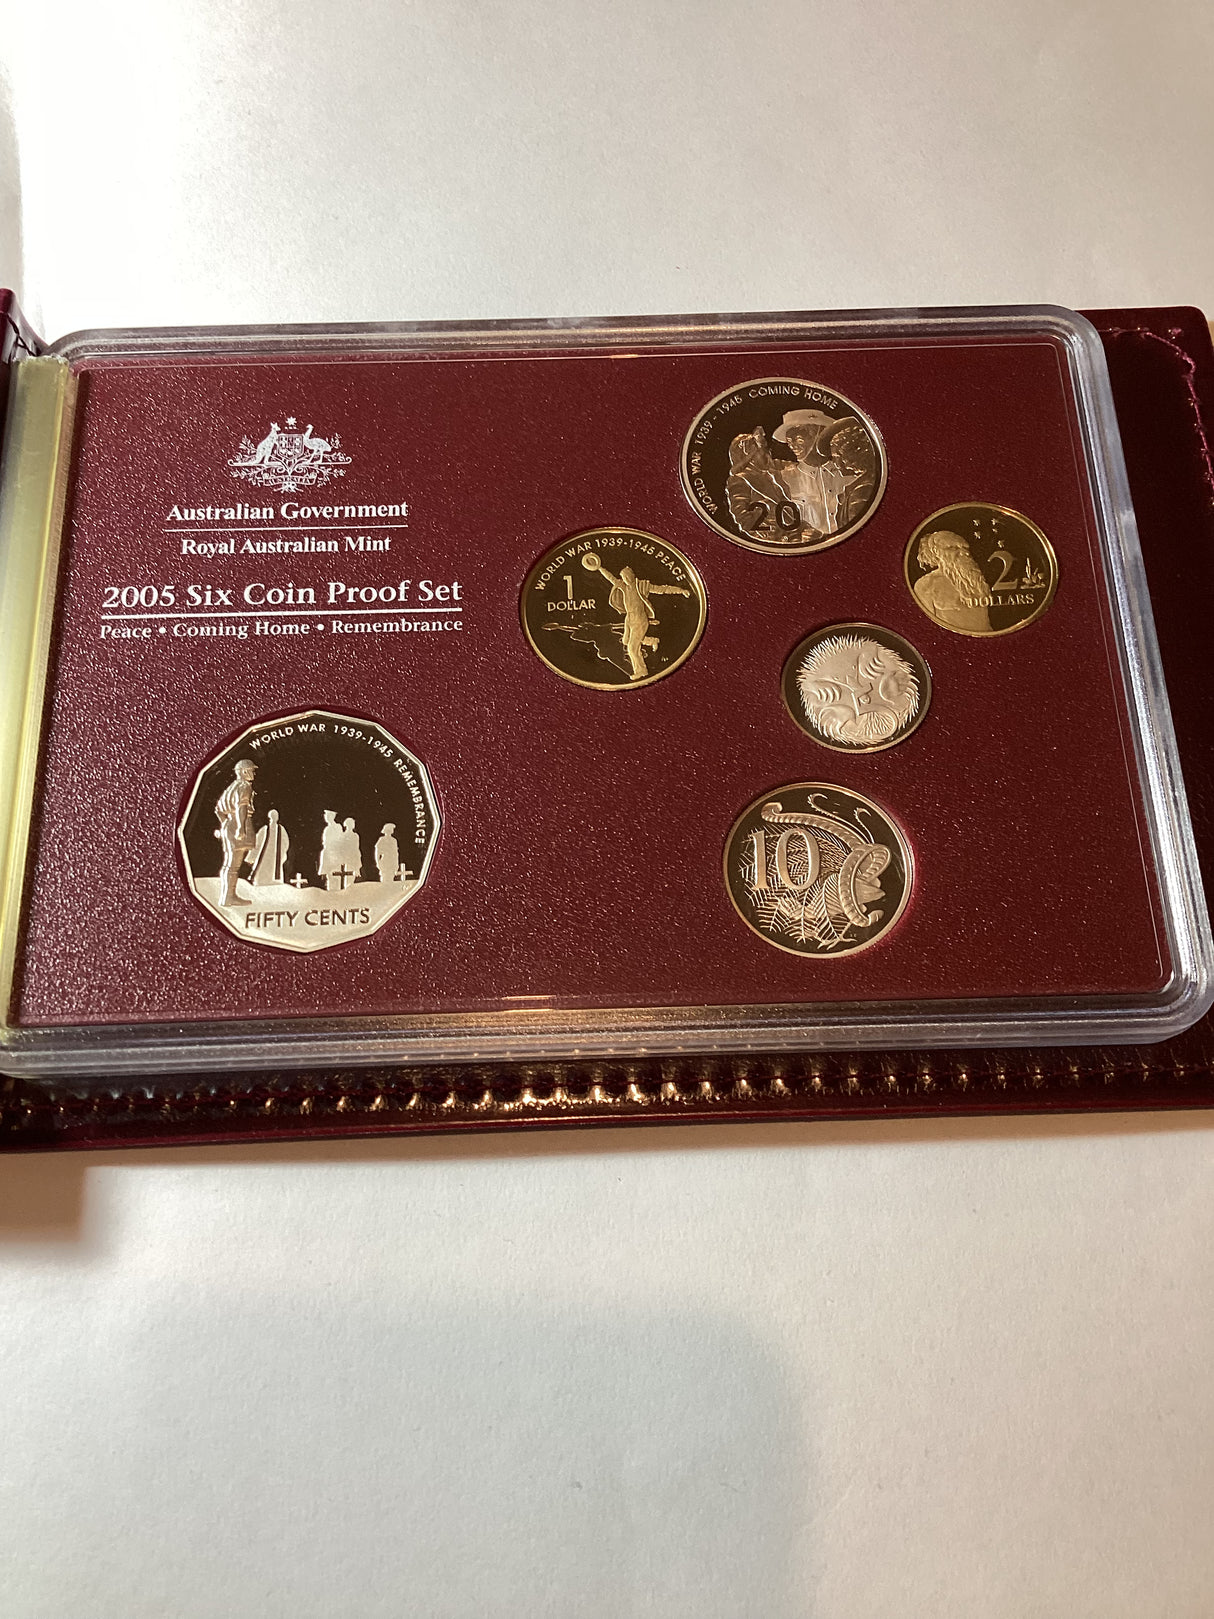 Australian Government
Royal Australian Mint
2005 Six Coin Proof Set
Peace • Coming Home • Remembrance
WORLD WAR 1939-1945 COMING HOME
20
WORLD WAR 1939-1945 PEACE
1
DOLLAR
2
DOLLARS
WORLD WAR 1939-1945 REMEMBRANCE
FIFTY CENTS
10